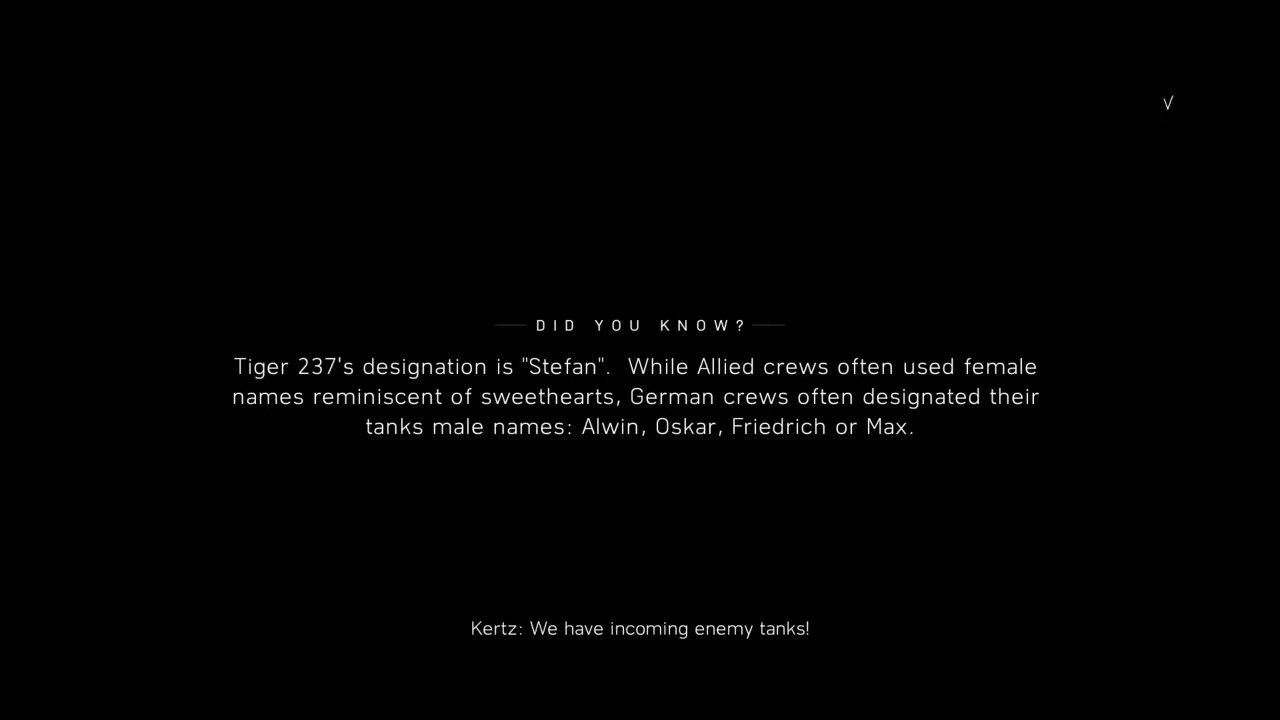 √
DID YOU KNOW?
Tiger 237's designation is "Stefan".  While Allied crews often used female
names reminiscent of sweethearts, German crews often designated their
tanks male names: Alwin, Oskar, Friedrich or Max.
Kertz: We have incoming enemy tanks!